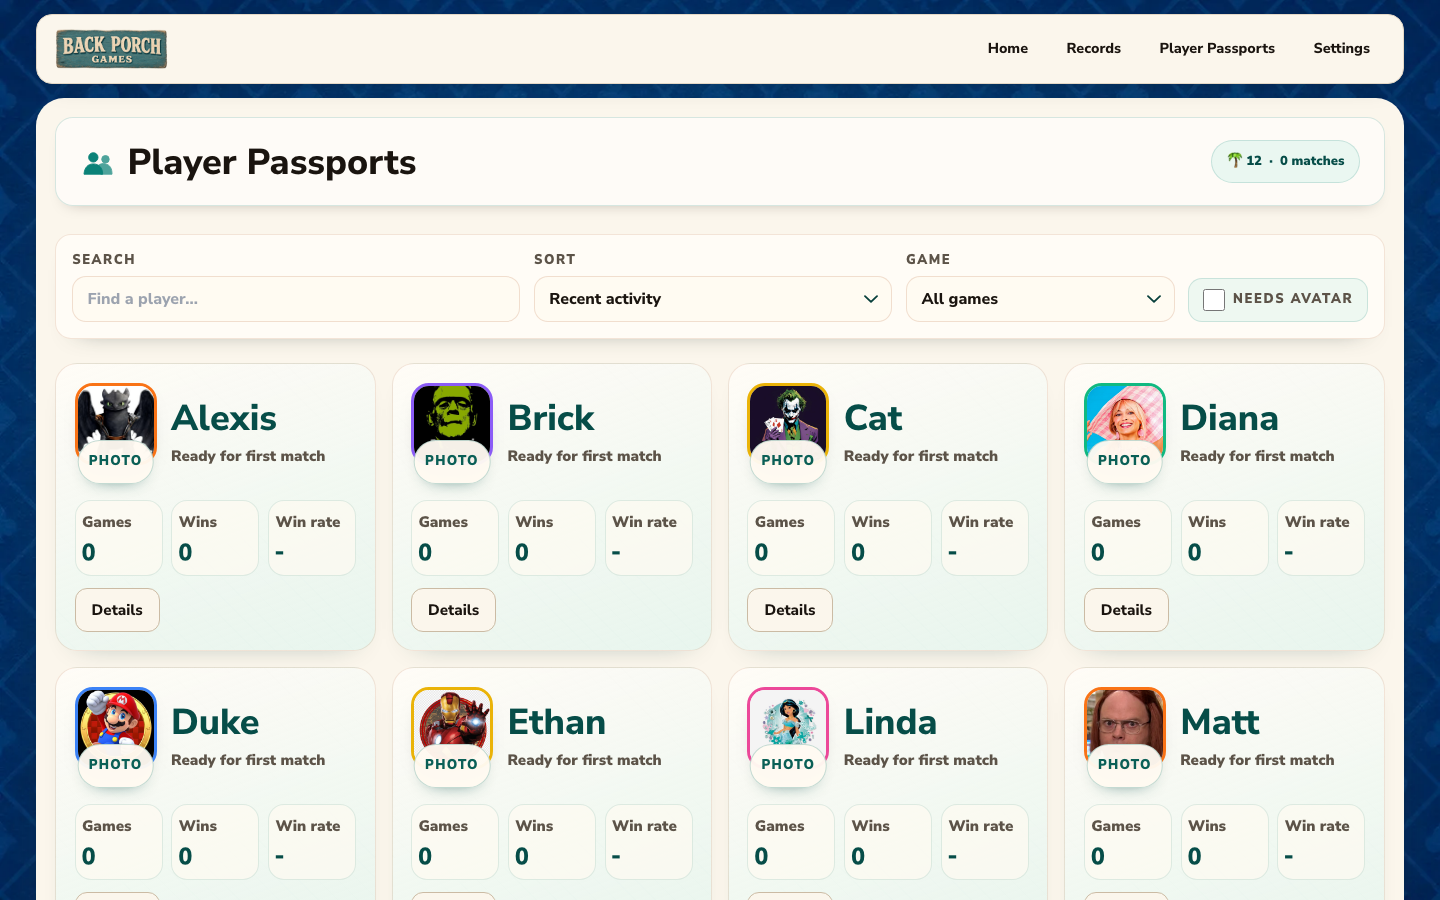 BACK PORCH
GAMES
Home Records Player Passports Settings
Player Passports
12 · 0 matches
SEARCH SORT GAME
Find a player... Recent activity All games NEEDS AVATAR
Alexis
PHOTO Ready for first match
Games Wins Win rate
0 0 -
Details
Brick
PHOTO Ready for first match
Games Wins Win rate
0 0 -
Details
Cat
PHOTO Ready for first match
Games Wins Win rate
0 0 -
Details
Diana
PHOTO Ready for first match
Games Wins Win rate
0 0 -
Details
Duke
PHOTO Ready for first match
Games Wins Win rate
0 0 -
Ethan
PHOTO Ready for first match
Games Wins Win rate
0 0 -
Linda
PHOTO Ready for first match
Games Wins Win rate
0 0 -
Matt
PHOTO Ready for first match
Games Wins Win rate
0 0 -